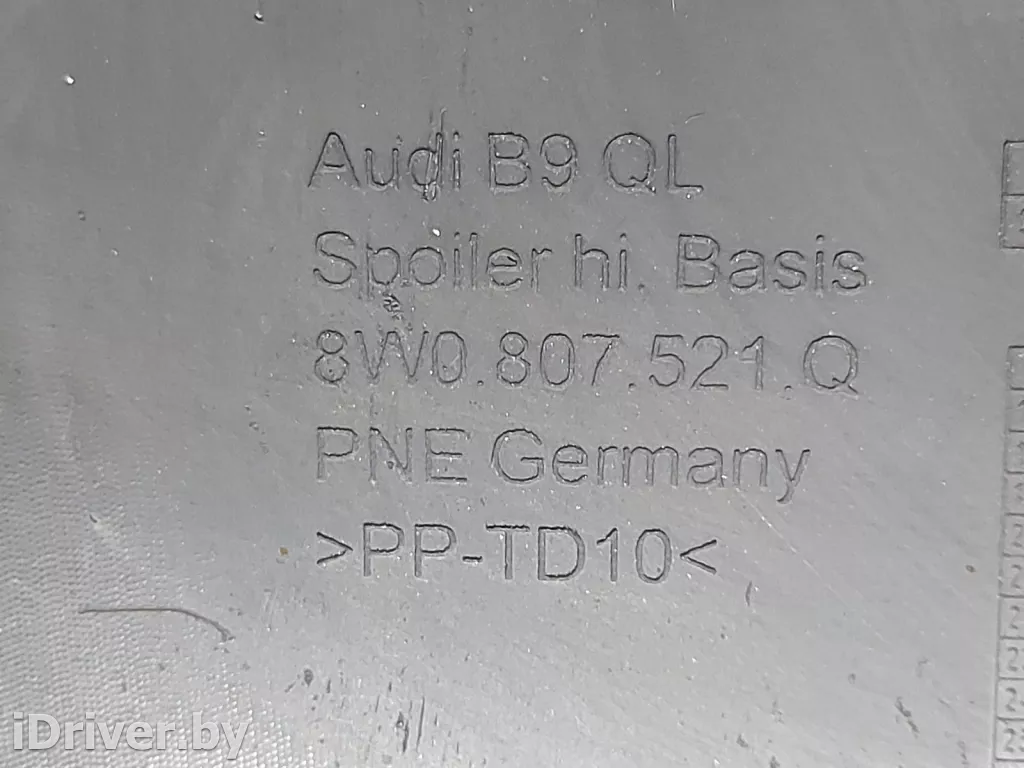 Audi B9 QL
Spoiler hi. Basis
8W0.807.521.Q
PNE Germany
>PP-TD10<
iDriver.by